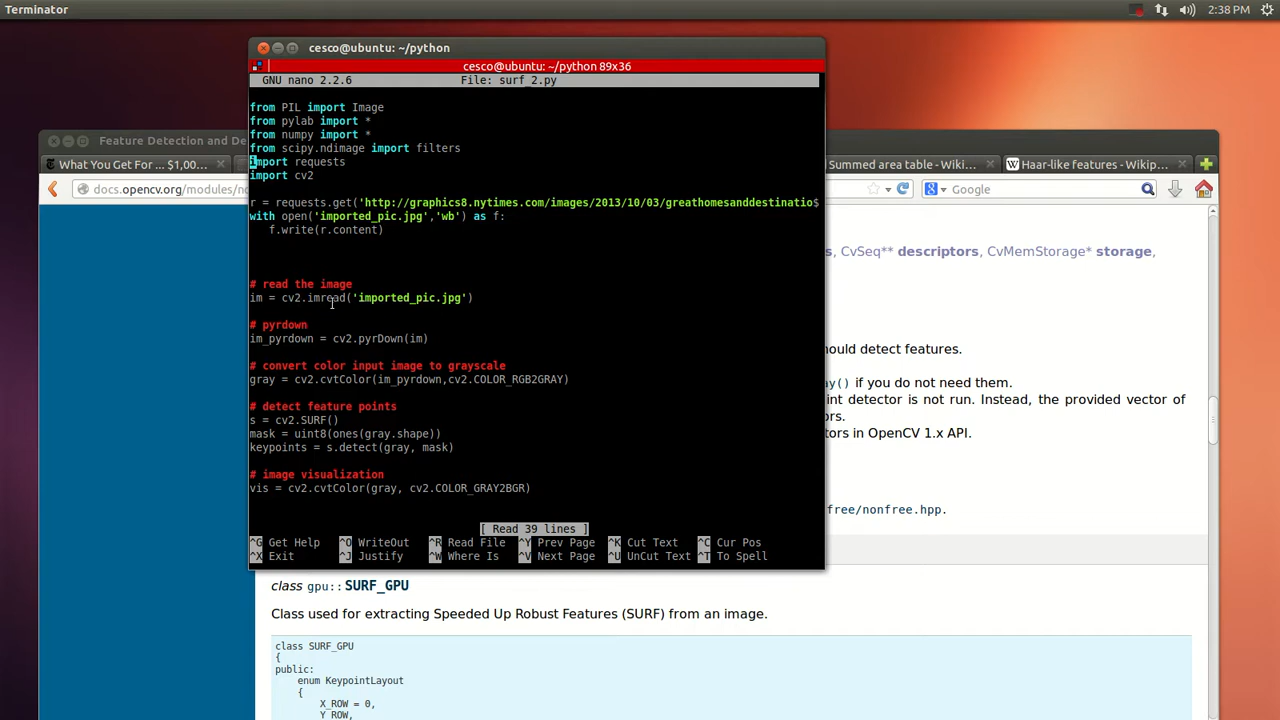 Terminator
2:38 PM
cesco@ubuntu: ~/python
cesco@ubuntu: ~/python 89x36
GNU nano 2.2.6 File: surf_2.py
from PIL import Image
from pylab import *
from numpy import *
from scipy.ndimage import filters
import requests
import cv2
r = requests.get('http://graphics8.nytimes.com/images/2013/10/03/greathomesanddestinatio$
with open('imported_pic.jpg','wb') as f:
f.write(r.content)
# read the image
im = cv2.imread('imported_pic.jpg')
# pyrdown
im_pyrdown = cv2.pyrDown(im)
# convert color input image to grayscale
gray = cv2.cvtColor(im_pyrdown,cv2.COLOR_RGB2GRAY)
# detect feature points
s = cv2.SURF()
mask = uint8(ones(gray.shape))
keypoints = s.detect(gray, mask)
# image visualization
vis = cv2.cvtColor(gray, cv2.COLOR_GRAY2BGR)
[ Read 39 lines ]
^G Get Help ^O WriteOut ^R Read File ^Y Prev Page ^K Cut Text ^C Cur Pos
^X Exit ^J Justify ^W Where Is ^V Next Page ^U UnCut Text ^T To Spell
Feature Detection and De
What You Get For ... $1,00...
Summed area table - Wiki...
Haar-like features - Wikip...
docs.opencv.org/modules/no
Google
, CvSeq** descriptors, CvMemStorage* storage,
ould detect features.
ay() if you do not need them.
int detector is not run. Instead, the provided vector of
ors.
tors in OpenCV 1.x API.
free/nonfree.hpp.
class gpu::SURF_GPU
Class used for extracting Speeded Up Robust Features (SURF) from an image.
class SURF_GPU
{
public:
enum KeypointLayout
{
X_ROW = 0,
Y_ROW,